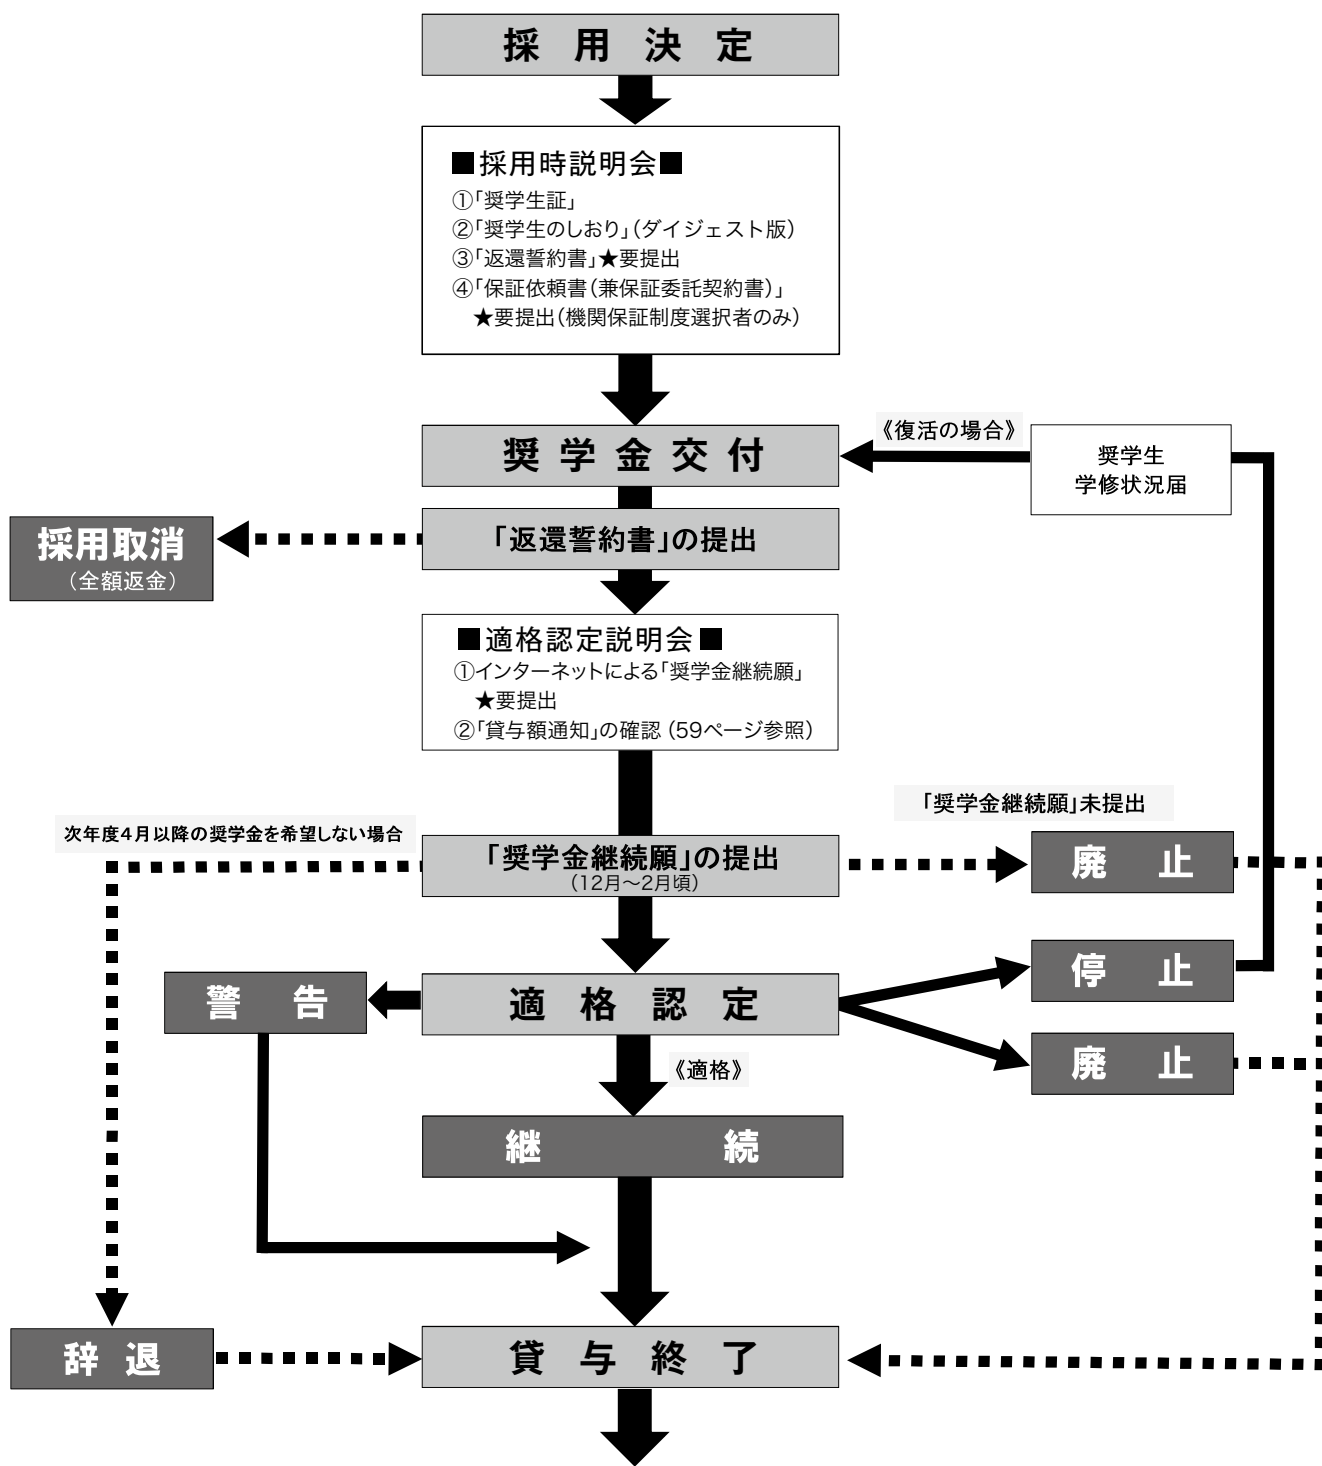 採用決定
■採用時説明会■
①「奨学生証」
②「奨学生のしおり」（ダイジェスト版）
③「返還誓約書」★要提出
④「保証依頼書（兼保証委託契約書）」
★要提出（機関保証制度選択者のみ）
《復活の場合》
奨学金交付
奨学生
学修状況届
「返還誓約書」の提出
採用取消
（全額返金）
■適格認定説明会■
①インターネットによる「奨学金継続願」
★要提出
②「貸与額通知」の確認（59ページ参照）
「奨学金継続願」未提出
次年度4月以降の奨学金を希望しない場合
「奨学金継続願」の提出
（12月～2月頃）
廃止
停止
警告
適格認定
廃止
《適格》
継続
辞退
貸与終了